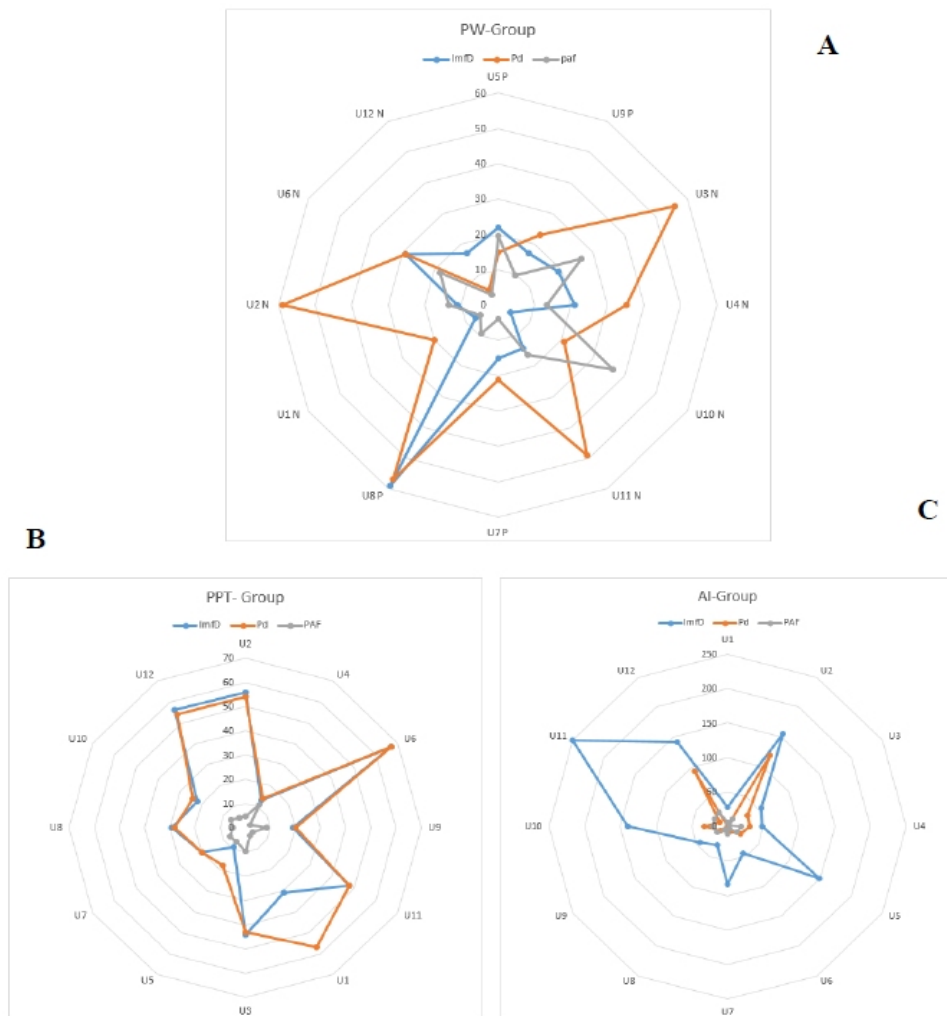 A
PW-Group
ImfD Pd paf
U5 P
60
U12 N U9 P
50
40
U6 N 30 U3 N
20
10
U2 N 0 U4 N
U1 N U10 N
U8 P U11 N
U7 P
B C
PPT- Group
ImfD Pd PAF
U2
70
U12 60 U4
50
40
U10 30 U6
20
10
U8 0 U9
U7 U11
U5 U1
U3
AI-Group
ImfD Pd PAF
U1
250
U12 200 U2
150
U11 100 U3
50
U10 U4
U9 U5
U8 U6
U7